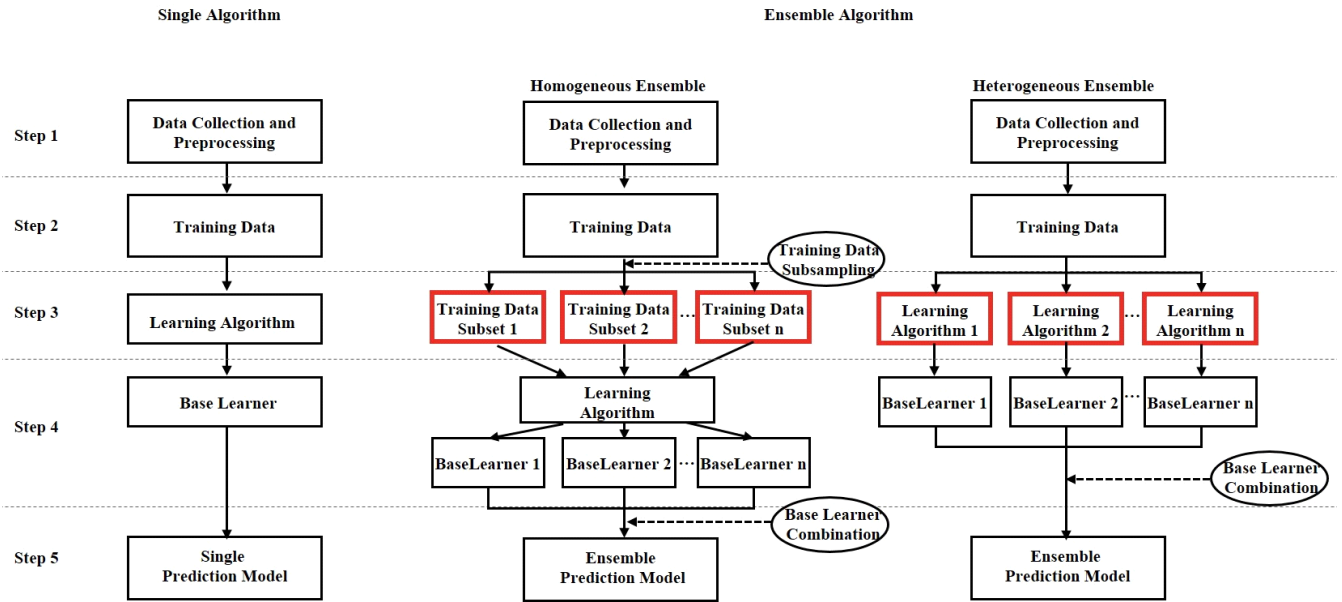 Single Algorithm
Ensemble Algorithm
Homogeneous Ensemble
Heterogeneous Ensemble
Step 1
Data Collection and
Preprocessing
Data Collection and
Preprocessing
Data Collection and
Preprocessing
Step 2
Training Data
Training Data
Training Data
Training Data
Subsampling
Step 3
Learning Algorithm
Training Data
Subset 1
Training Data
Subset 2
...
Training Data
Subset n
Learning
Algorithm 1
Learning
Algorithm 2
...
Learning
Algorithm n
Step 4
Base Learner
Learning
Algorithm
BaseLearner 1
BaseLearner 2
...
BaseLearner n
BaseLearner 1
BaseLearner 2
...
BaseLearner n
Base Learner
Combination
Base Learner
Combination
Step 5
Single
Prediction Model
Ensemble
Prediction Model
Ensemble
Prediction Model